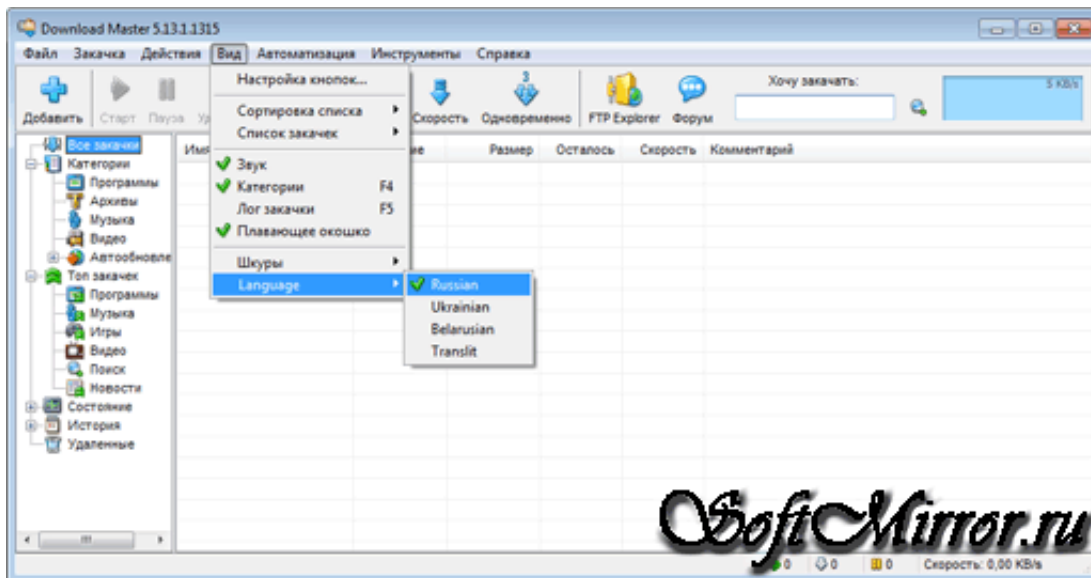 Download Master 5.13.1.1315
Файл Закачка Действия Вид Автоматизация Инструменты Справка
Добавить Старт Пауза Скорость 3 Одновременно FTP Explorer Форум Хочу закачать: 5 KB/s
Настройка кнопок...
Сортировка списка
Список закачек
Звук
Категории F4
Лог закачки F5
Плавающее окошко
Шкуры
Language
Russian
Ukrainian
Belarusian
Translit
Размер Осталось Скорость Комментарий
Все закачки
Категории
Программы
Архивы
Музыка
Видео
Автообновле
Топ закачек
Программы
Музыка
Игры
Видео
Поиск
Новости
Состояние
История
Удаленные
SoftMirror.ru
0 0 0 Скорость: 0,00 KB/s